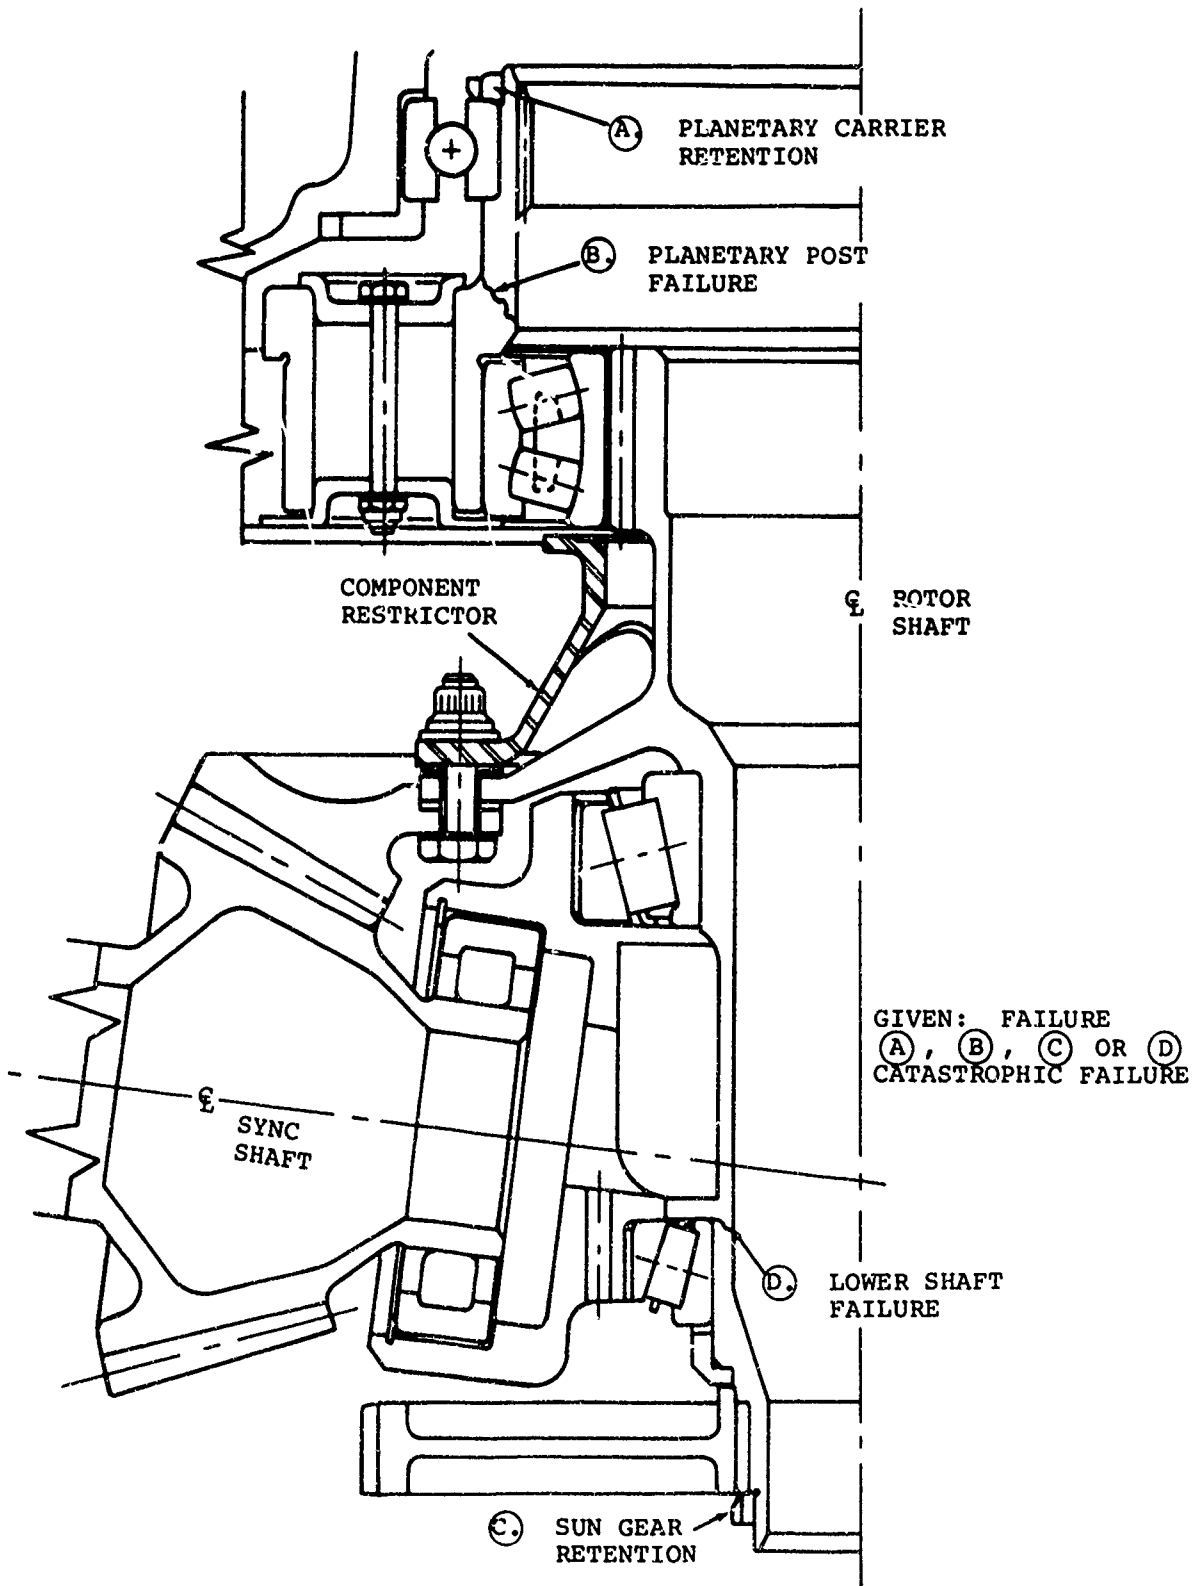 A. PLANETARY CARRIER
RETENTION
B. PLANETARY POST
FAILURE
COMPONENT
RESTRICTOR
℄ ROTOR
SHAFT
GIVEN: FAILURE
A, B, C OR D
CATASTROPHIC FAILURE
℄ SYNC
SHAFT
D. LOWER SHAFT
FAILURE
C. SUN GEAR
RETENTION